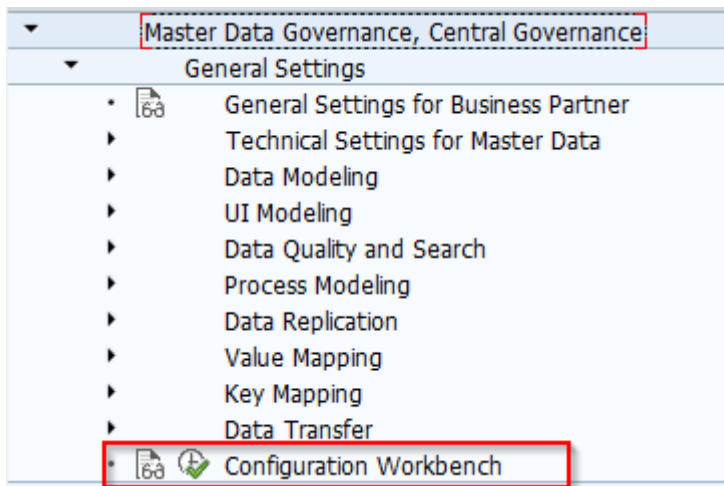 Master Data Governance, Central Governance
General Settings
General Settings for Business Partner
Technical Settings for Master Data
Data Modeling
UI Modeling
Data Quality and Search
Process Modeling
Data Replication
Value Mapping
Key Mapping
Data Transfer
Configuration Workbench